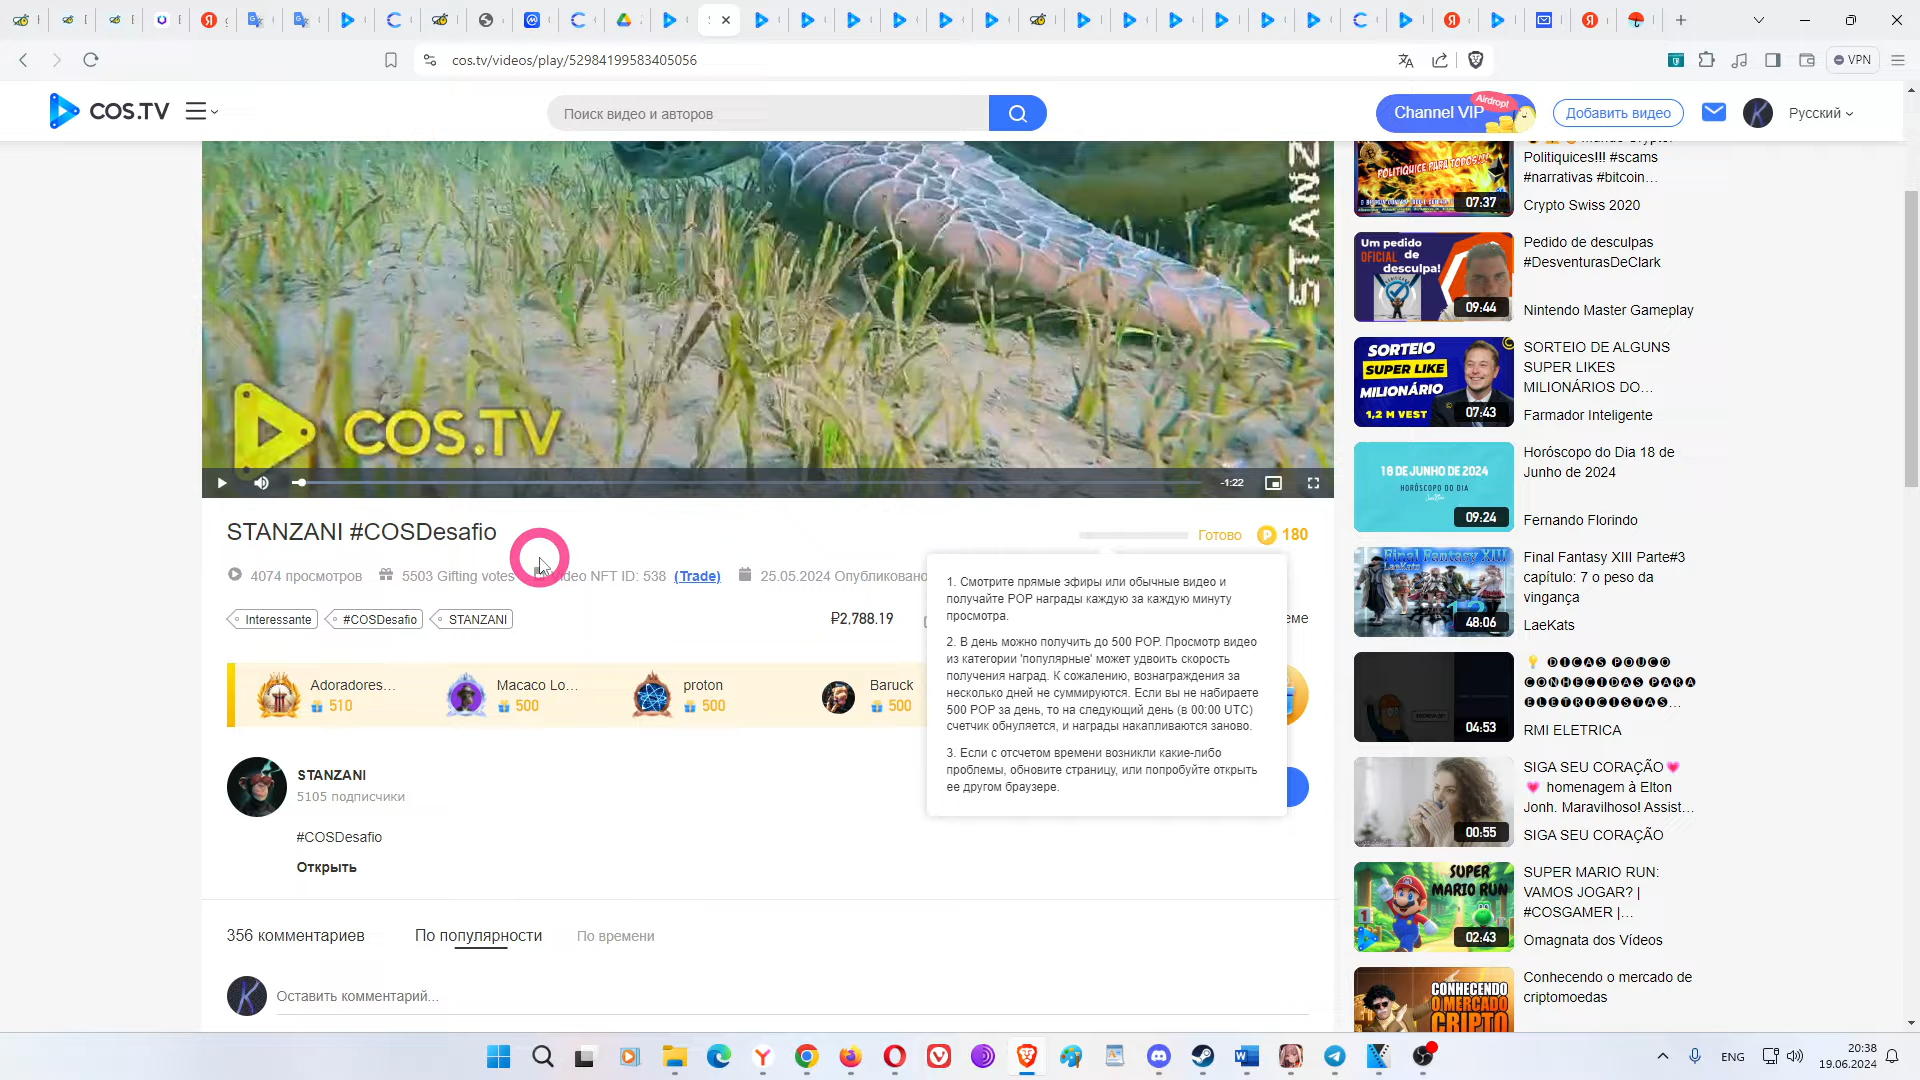 cos.tv/videos/play/52984199583405056
VPN
COS.TV
Поиск видео и авторов
Channel VIP
Airdrop!
Добавить видео
Русский
STANZ
COS.TV
-1:22
STANZANI #COSDesafio
Готово
180
4074 просмотров
5503 Gifting votes
Video NFT ID: 538
(Trade)
25.05.2024 Опубликовано
Interessante
#COSDesafio
STANZANI
₽2,788.19
еме
Adoradores...
510
Macaco Lo...
500
proton
500
Baruck
500
1. Смотрите прямые эфиры или обычные видео и
получайте POP награды каждую за каждую минуту
просмотра.
2. В день можно получить до 500 POP. Просмотр видео
из категории 'популярные' может удвоить скорость
получения наград. К сожалению, вознаграждения за
несколько дней не суммируются. Если вы не набираете
500 POP за день, то на следующий день (в 00:00 UTC)
счетчик обнуляется, и награды накапливаются заново.
3. Если с отсчетом времени возникли какие-либо
проблемы, обновите страницу, или попробуйте открыть
ее другом браузере.
STANZANI
5105 подписчики
#COSDesafio
Открыть
356 комментариев
По популярности
По времени
Оставить комментарий...
POLITIQUICE PARA TODOS!!!
07:37
Politiquices!!! #scams
#narrativas #bitcoin...
Crypto Swiss 2020
Um pedido
OFICIAL de
desculpa!
09:44
Pedido de desculpas
#DesventurasDeClark
Nintendo Master Gameplay
SORTEIO
SUPER LIKE
MILIONÁRIO
1,2 M VEST
07:43
SORTEIO DE ALGUNS
SUPER LIKES
MILIONÁRIOS DO...
Farmador Inteligente
18 DE JUNHO DE 2024
HORÓSCOPO DO DIA
09:24
Horóscopo do Dia 18 de
Junho de 2024
Fernando Florindo
Final Fantasy XIII
LaeKats
48:06
Final Fantasy XIII Parte#3
capítulo: 7 o peso da
vingança
LaeKats
04:53
💡 🅓🅘🅒🅐🅢 🅟🅞🅤🅒🅞
🅒🅞🅝🅗🅔🅒🅘🅓🅐🅢 🅟🅐🅡🅐
🅔🅛🅔🅣🅡🅘🅒🅘🅢🅣🅐🅢...
RMI ELETRICA
00:55
SIGA SEU CORAÇÃO💗
💗 homenagem à Elton
Jonh. Maravilhoso! Assist...
SIGA SEU CORAÇÃO
SUPER
MARIO RUN
1
02:43
SUPER MARIO RUN:
VAMOS JOGAR? |
#COSGAMER |...
Omagnata dos Vídeos
CONHECENDO
O MERCADO
CRIPTO
Conhecendo o mercado de
criptomoedas
ENG
20:38
19.06.2024